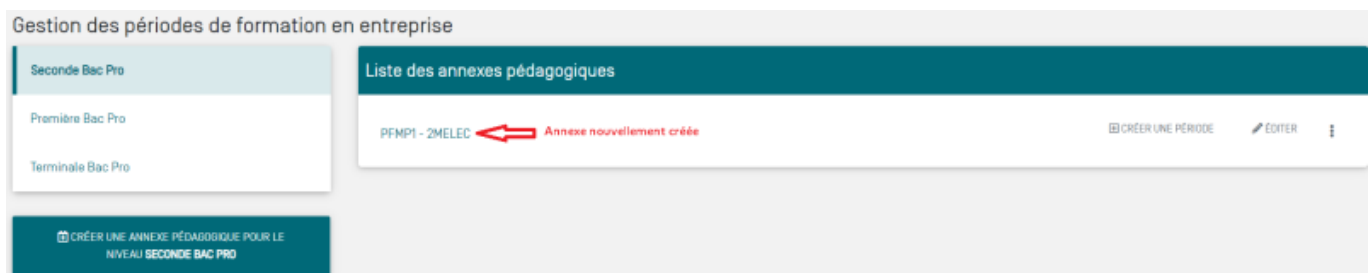 Gestion des périodes de formation en entreprise
Seconde Bac Pro
Première Bac Pro
Terminale Bac Pro
CRÉER UNE ANNEXE PÉDAGOGIQUE POUR LE
NIVEAU SECONDE BAC PRO
Liste des annexes pédagogiques
PFMP1 - 2MELEC Annexe nouvellement créée CRÉER UNE PÉRIODE ÉDITER